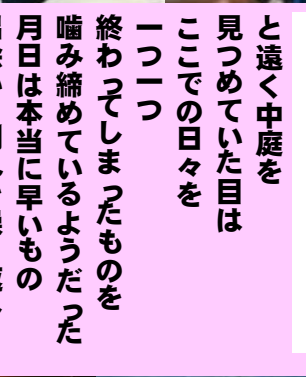 と遠く中庭を
見つめていた目は
ここでの日々を
一つ一つ
終わってしまったものを
噛み締めているようだった
月日は本当に早いもの